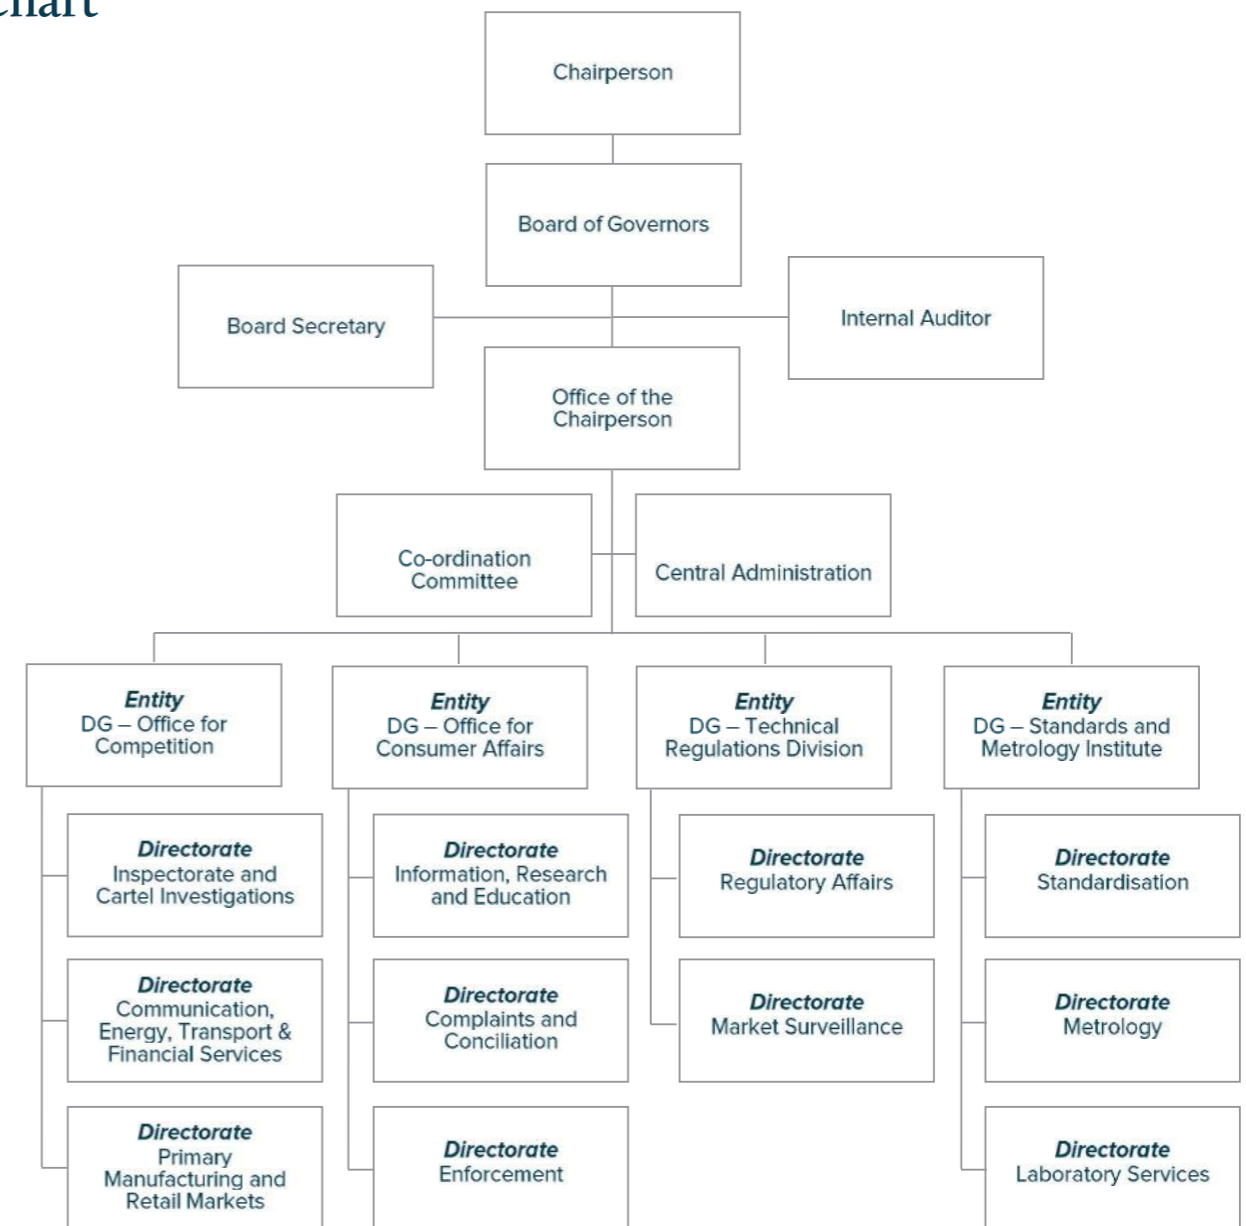 chart
Chairperson
Board of Governors
Board Secretary
Internal Auditor
Office of the
Chairperson
Co-ordination
Committee
Central Administration
Entity
DG – Office for
Competition
Entity
DG – Office for
Consumer Affairs
Entity
DG – Technical
Regulations Division
Entity
DG – Standards and
Metrology Institute
Directorate
Inspectorate and
Cartel Investigations
Directorate
Information, Research
and Education
Directorate
Regulatory Affairs
Directorate
Standardisation
Directorate
Communication,
Energy, Transport &
Financial Services
Directorate
Complaints and
Conciliation
Directorate
Market Surveillance
Directorate
Metrology
Directorate
Primary
Manufacturing and
Retail Markets
Directorate
Enforcement
Directorate
Laboratory Services